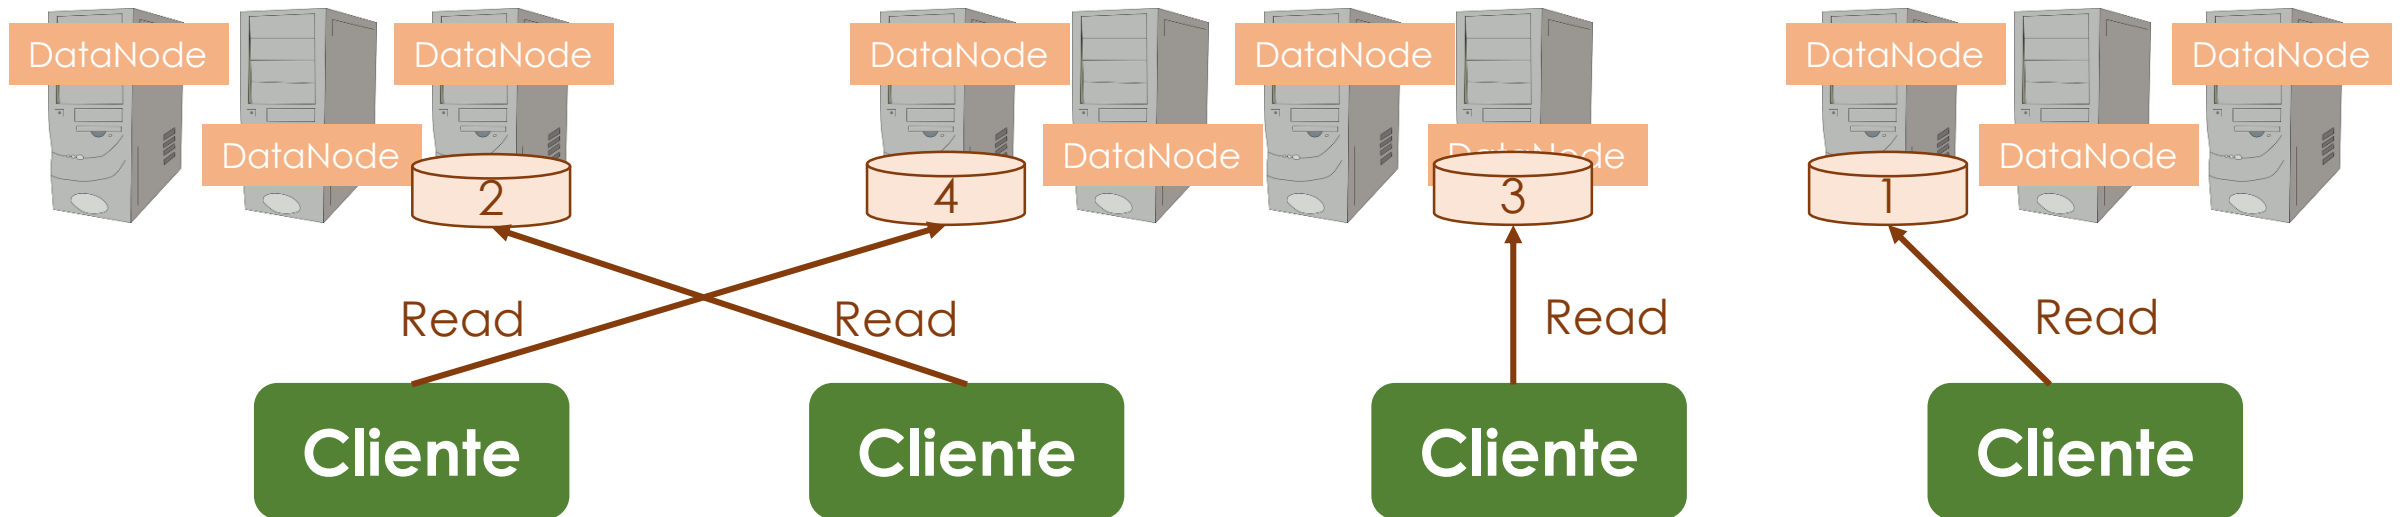 DataNode
DataNode
DataNode
DataNode
DataNode
DataNode
DataNode
DataNode
DataNode
DataNode
2
4
3
1
Read
Read
Read
Read
Cliente
Cliente
Cliente
Cliente